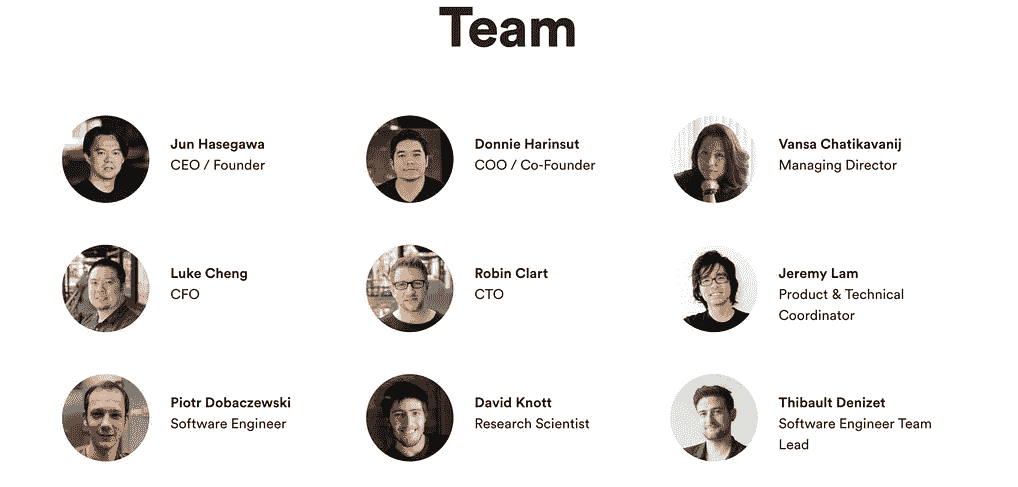 Team
Jun Hasegawa
CEO / Founder
Donnie Harinsut
COO / Co-Founder
Vansa Chatikavanij
Managing Director
Luke Cheng
CFO
Robin Clart
CTO
Jeremy Lam
Product & Technical
Coordinator
Piotr Dobaczewski
Software Engineer
David Knott
Research Scientist
Thibault Denizet
Software Engineer Team
Lead